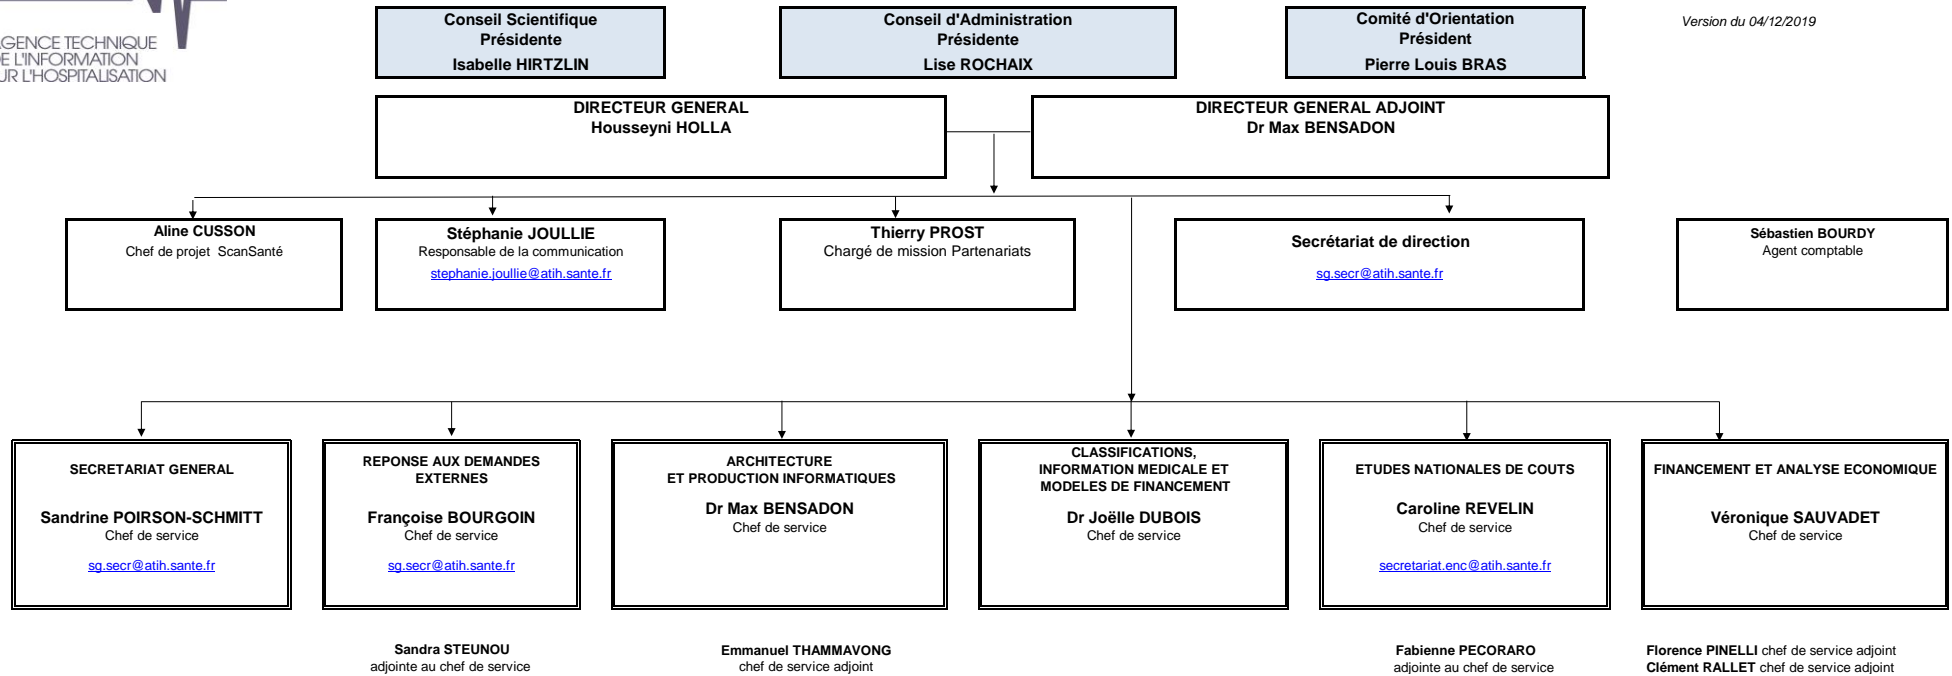 AGENCE TECHNIQUE
DE L'INFORMATION
UR L'HOSPITALISATION
Conseil Scientifique
Présidente
Isabelle HIRTZLIN
Conseil d'Administration
Présidente
Lise ROCHAIX
Comité d'Orientation
Président
Pierre Louis BRAS
Version du 04/12/2019
DIRECTEUR GENERAL
Housseyni HOLLA
DIRECTEUR GENERAL ADJOINT
Dr Max BENSADON
Aline CUSSON
Chef de projet ScanSanté
Stéphanie JOULLIE
Responsable de la communication
stephanie.joullie@atih.sante.fr
Thierry PROST
Chargé de mission Partenariats
Secrétariat de direction
sg.secr@atih.sante.fr
Sébastien BOURDY
Agent comptable
SECRETARIAT GENERAL
Sandrine POIRSON-SCHMITT
Chef de service
sg.secr@atih.sante.fr
REPONSE AUX DEMANDES
EXTERNES
Françoise BOURGOIN
Chef de service
sg.secr@atih.sante.fr
ARCHITECTURE
ET PRODUCTION INFORMATIQUES
Dr Max BENSADON
Chef de service
CLASSIFICATIONS,
INFORMATION MEDICALE ET
MODELES DE FINANCEMENT
Dr Joëlle DUBOIS
Chef de service
ETUDES NATIONALES DE COUTS
Caroline REVELIN
Chef de service
secretariat.enc@atih.sante.fr
FINANCEMENT ET ANALYSE ECONOMIQUE
Véronique SAUVADET
Chef de service
Sandra STEUNOU
adjointe au chef de service
Emmanuel THAMMAVONG
chef de service adjoint
Fabienne PECORARO
adjointe au chef de service
Florence PINELLI chef de service adjoint
Clément RALLET chef de service adjoint